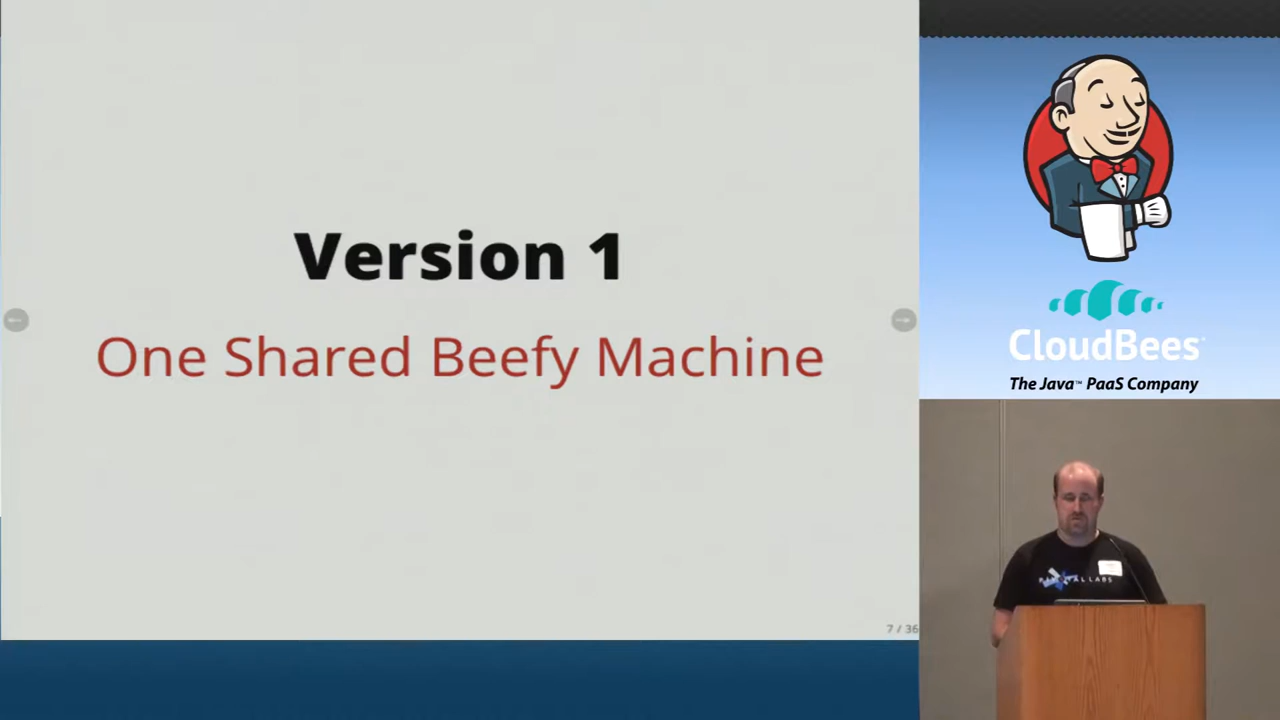 Version 1
One Shared Beefy Machine
7 / 36
CloudBees
The Java™ PaaS Company